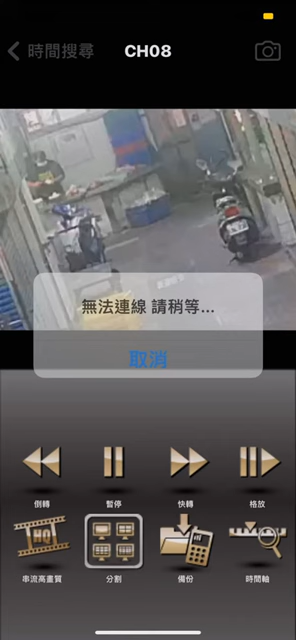 時間搜尋
CH08
無法連線 請稍等...
取消
倒轉
暫停
快轉
格放
HQ
串流高畫質
分割
備份
時間軸